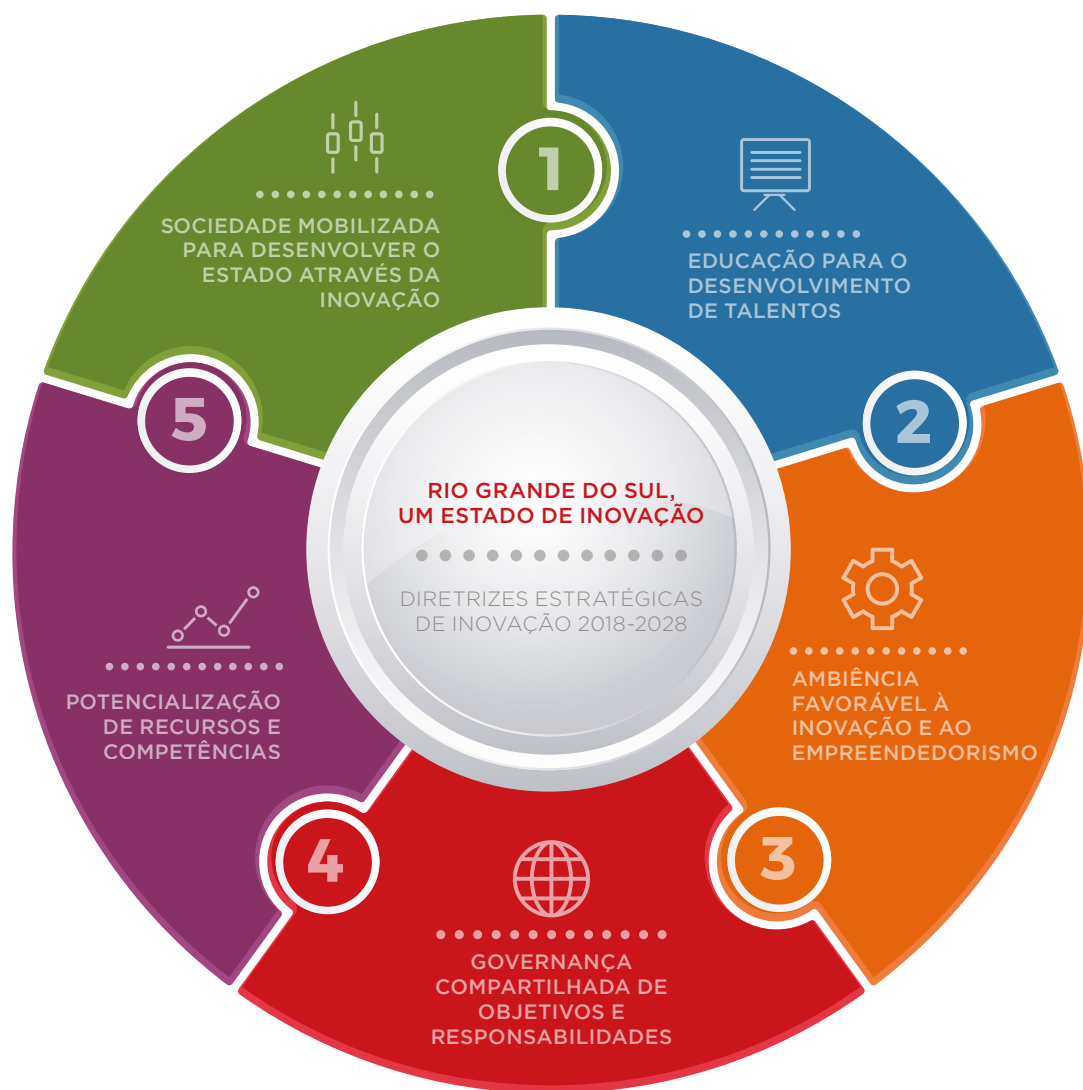 1
SOCIEDADE MOBILIZADA
PARA DESENVOLVER O
ESTADO ATRAVÉS DA
INOVAÇÃO
2
EDUCAÇÃO PARA O
DESENVOLVIMENTO
DE TALENTOS
3
AMBIÊNCIA
FAVORÁVEL À
INOVAÇÃO E AO
EMPREENDEDORISMO
4
GOVERNANÇA
COMPARTILHADA DE
OBJETIVOS E
RESPONSABILIDADES
5
POTENCIALIZAÇÃO
DE RECURSOS E
COMPETÊNCIAS
RIO GRANDE DO SUL,
UM ESTADO DE INOVAÇÃO
DIRETRIZES ESTRATÉGICAS
DE INOVAÇÃO 2018-2028